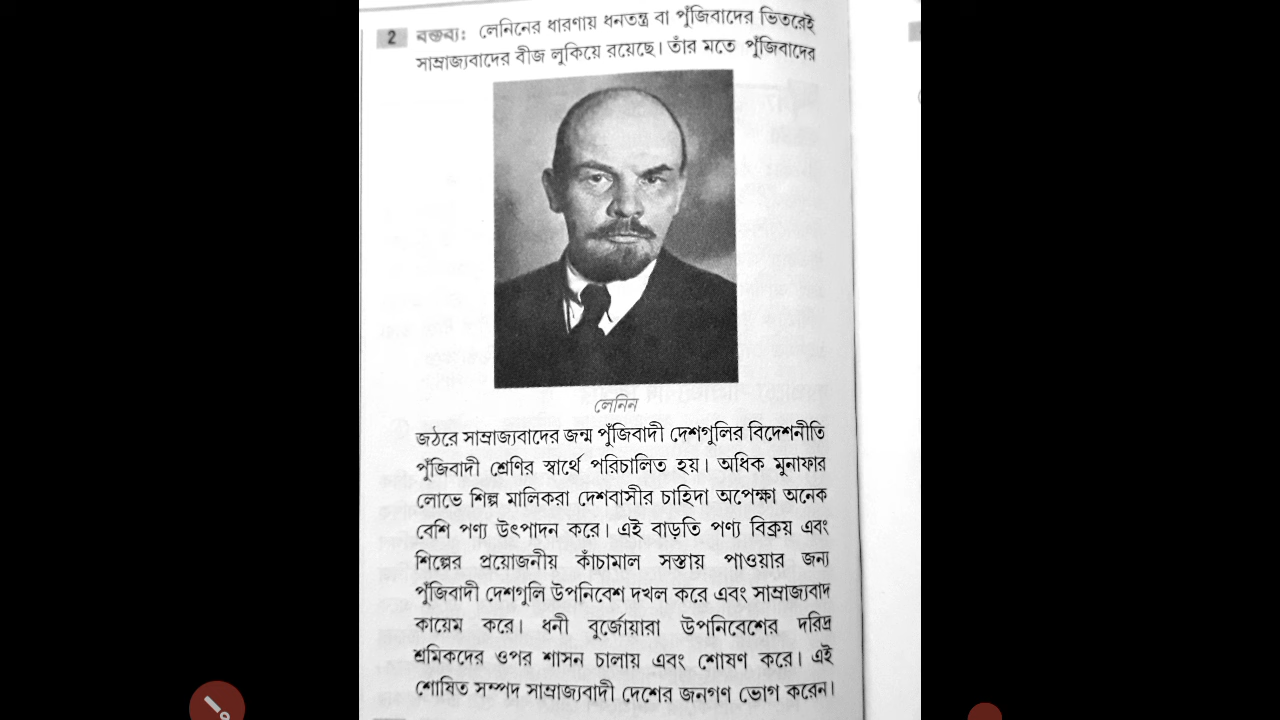 2 বক্তব্য: লেনিনের ধারণায় ধনতন্ত্র বা পুঁজিবাদের ভিতরেই
সাম্রাজ্যবাদের বীজ লুকিয়ে রয়েছে। তাঁর মতে পুঁজিবাদের
লেনিন
জঠরে সাম্রাজ্যবাদের জন্ম পুঁজিবাদী দেশগুলির বিদেশনীতি
পুঁজিবাদী শ্রেণির স্বার্থে পরিচালিত হয়। অধিক মুনাফার
লোভে শিল্প মালিকরা দেশবাসীর চাহিদা অপেক্ষা অনেক
বেশি পণ্য উৎপাদন করে। এই বাড়তি পণ্য বিক্রয় এবং
শিল্পের প্রয়োজনীয় কাঁচামাল সস্তায় পাওয়ার জন্য
পুঁজিবাদী দেশগুলি উপনিবেশ দখল করে এবং সাম্রাজ্যবাদ
কায়েম করে। ধনী বুর্জোয়ারা উপনিবেশের দরিদ্র
শ্রমিকদের ওপর শাসন চালায় এবং শোষণ করে। এই
শোষিত সম্পদ সাম্রাজ্যবাদী দেশের জনগণ ভোগ করেন।